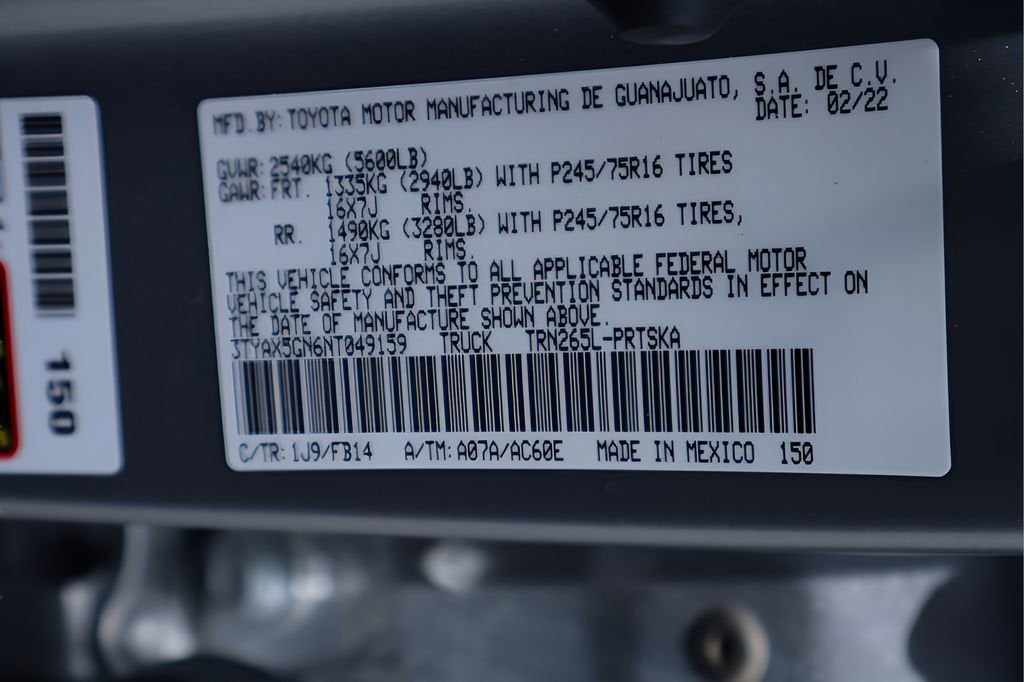 MFD.BY: TOYOTA MOTOR MANUFACTURING DE GUANAJUATO, S.A. DE C.V.
DATE: 02/22
GVWR: 2540KG (5600LB)
GAWR: FRT. 1335KG (2940LB) WITH P245/75R16 TIRES
16X7J RIMS.
RR. 1490KG (3280LB) WITH P245/75R16 TIRES,
16X7J RIMS.
THIS VEHICLE CONFORMS TO ALL APPLICABLE FEDERAL MOTOR
VEHICLE SAFETY AND THEFT PREVENTION STANDARDS IN EFFECT ON
THE DATE OF MANUFACTURE SHOWN ABOVE.
3TYAX5GN6NT049159 TRUCK TRN265L-PRTSKA
C/TR: 1J9/FB14 A/TM: A07A/AC60E MADE IN MEXICO 150
150